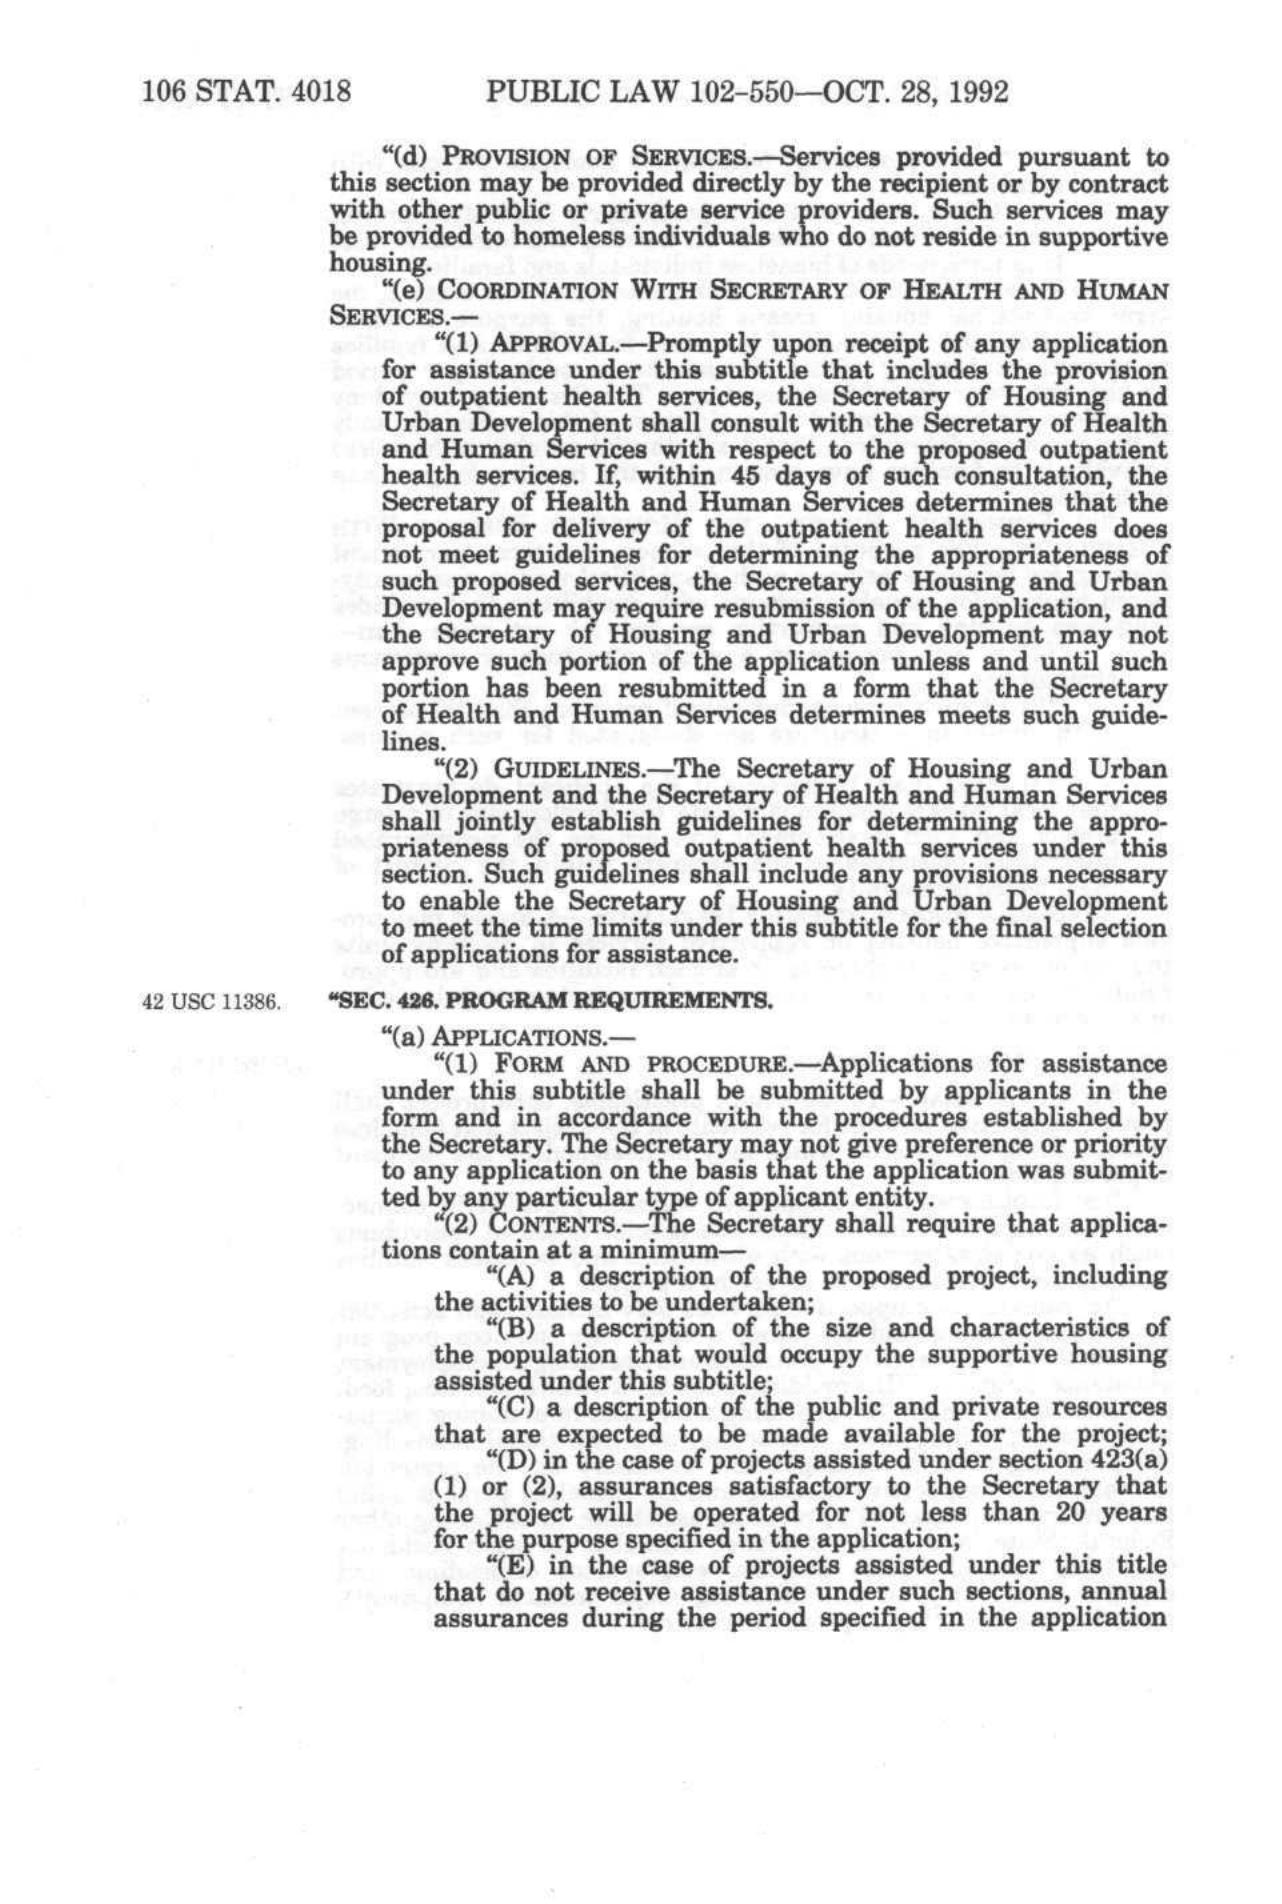 106 STAT. 4018 PUBLIC LAW 102-550—OCT. 28, 1992
"(d) PROVISION OF SERVICES.—Services provided pursuant to
this section may be provided directly by the recipient or by contract
with other public or private service providers. Such services may
be provided to homeless individuals who do not reside in supportive
housing.
"(e) COORDINATION WITH SECRETARY OF HEALTH AND HUMAN
SERVICES.—
"(1) APPROVAL.—Promptly upon receipt of any application
for assistance under this subtitle that includes the provision
of outpatient health services, the Secretary of Housing and
Urban Development shall consult with the Secretary of Health
and Human Services with respect to the proposed outpatient
health services. If, within 45 days of such consultation, the
Secretary of Health and Human Services determines that the
proposal for delivery of the outpatient health services does
not meet guidelines for determining the appropriateness of
such proposed services, the Secretary of Housing and Urban
Development may require resubmission of the application, and
the Secretary of Housing and Urban Development may not
approve such portion of the application unless and until such
portion has been resubmitted in a form that the Secretary
of Health and Human Services determines meets such guide-
lines.
"(2) GUIDELINES.—The Secretary of Housing and Urban
Development and the Secretary of Health and Human Services
shall jointly establish guidelines for determining the appro-
priateness of proposed outpatient health services under this
section. Such guidelines shall include any provisions necessary
to enable the Secretary of Housing and Urban Development
to meet the time limits under this subtitle for the final selection
of applications for assistance.
42 USC 11386. "SEC. 426. PROGRAM REQUIREMENTS.
"(a) APPLICATIONS.—
"(1) FORM AND PROCEDURE.—Applications for assistance
under this subtitle shall be submitted by applicants in the
form and in accordance with the procedures established by
the Secretary. The Secretary may not give preference or priority
to any application on the basis that the application was submit-
ted by any particular type of applicant entity.
"(2) CONTENTS.—The Secretary shall require that applica-
tions contain at a minimum—
"(A) a description of the proposed project, including
the activities to be undertaken;
"(B) a description of the size and characteristics of
the population that would occupy the supportive housing
assisted under this subtitle;
"(C) a description of the public and private resources
that are expected to be made available for the project;
"(D) in the case of projects assisted under section 423(a)
(1) or (2), assurances satisfactory to the Secretary that
the project will be operated for not less than 20 years
for the purpose specified in the application;
"(E) in the case of projects assisted under this title
that do not receive assistance under such sections, annual
assurances during the period specified in the application